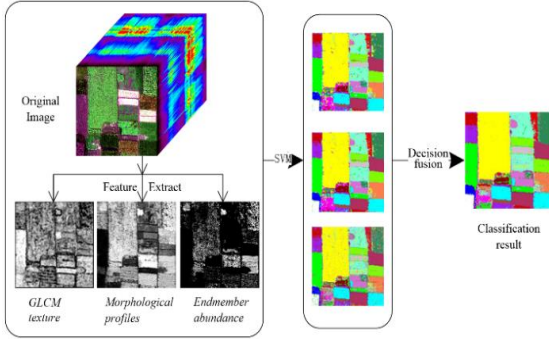 Original
Image
Feature Extract
GLCM
texture
Morphological
profiles
Endmember
abundance
SVM
Decision
fusion
Classification
result